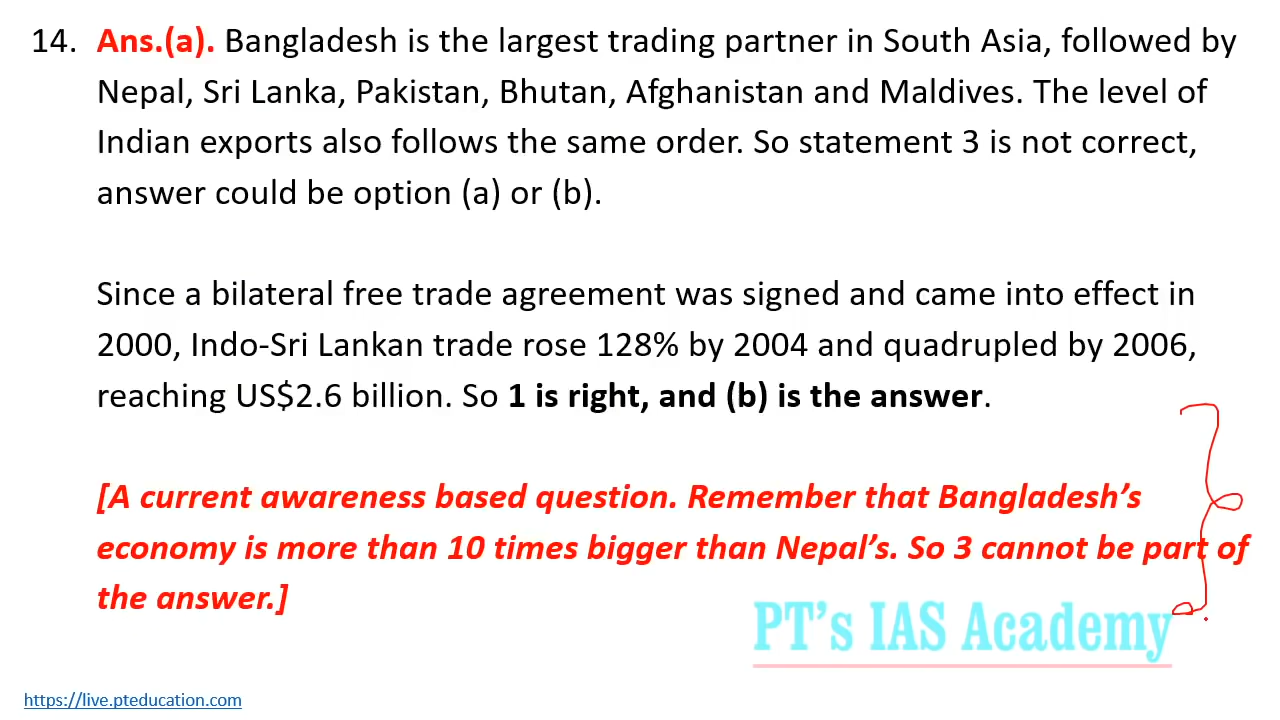 14. Ans.(a). Bangladesh is the largest trading partner in South Asia, followed by
Nepal, Sri Lanka, Pakistan, Bhutan, Afghanistan and Maldives. The level of
Indian exports also follows the same order. So statement 3 is not correct,
answer could be option (a) or (b).
Since a bilateral free trade agreement was signed and came into effect in
2000, Indo-Sri Lankan trade rose 128% by 2004 and quadrupled by 2006,
reaching US$2.6 billion. So 1 is right, and (b) is the answer.
[A current awareness based question. Remember that Bangladesh’s
economy is more than 10 times bigger than Nepal’s. So 3 cannot be part of
the answer.]
PT’s IAS Academy
https://live.pteducation.com